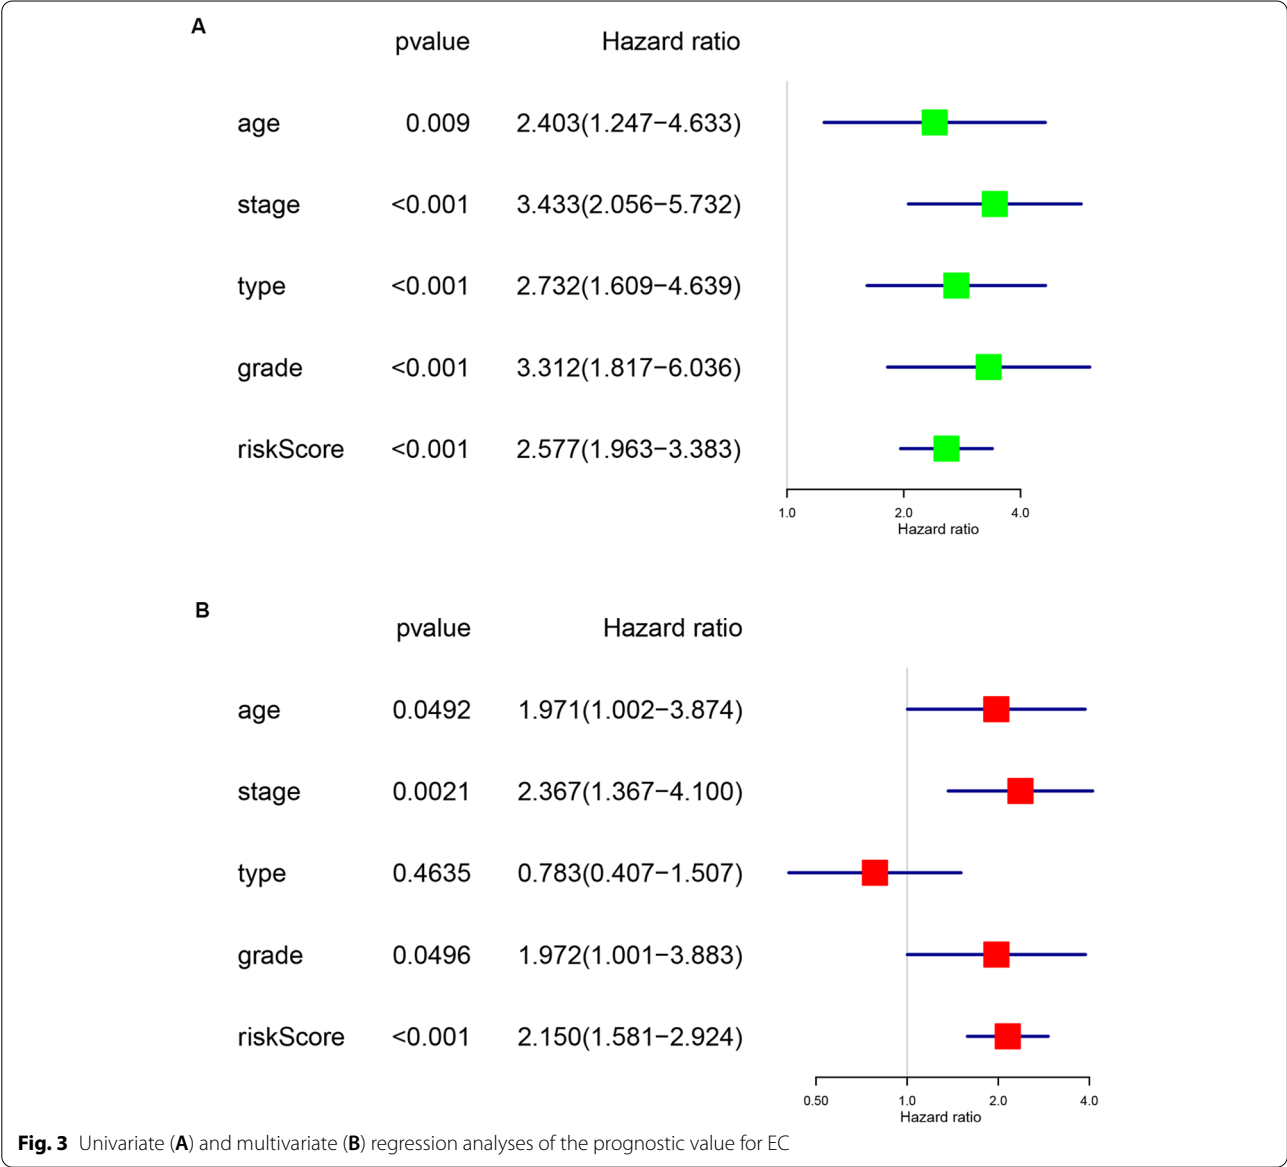 A
pvalue Hazard ratio
age 0.009 2.403(1.247−4.633)
stage <0.001 3.433(2.056−5.732)
type <0.001 2.732(1.609−4.639)
grade <0.001 3.312(1.817−6.036)
riskScore <0.001 2.577(1.963−3.383)
1.0 2.0 4.0
Hazard ratio
B
pvalue Hazard ratio
age 0.0492 1.971(1.002−3.874)
stage 0.0021 2.367(1.367−4.100)
type 0.4635 0.783(0.407−1.507)
grade 0.0496 1.972(1.001−3.883)
riskScore <0.001 2.150(1.581−2.924)
0.50 1.0 2.0 4.0
Hazard ratio
Fig. 3 Univariate (A) and multivariate (B) regression analyses of the prognostic value for EC